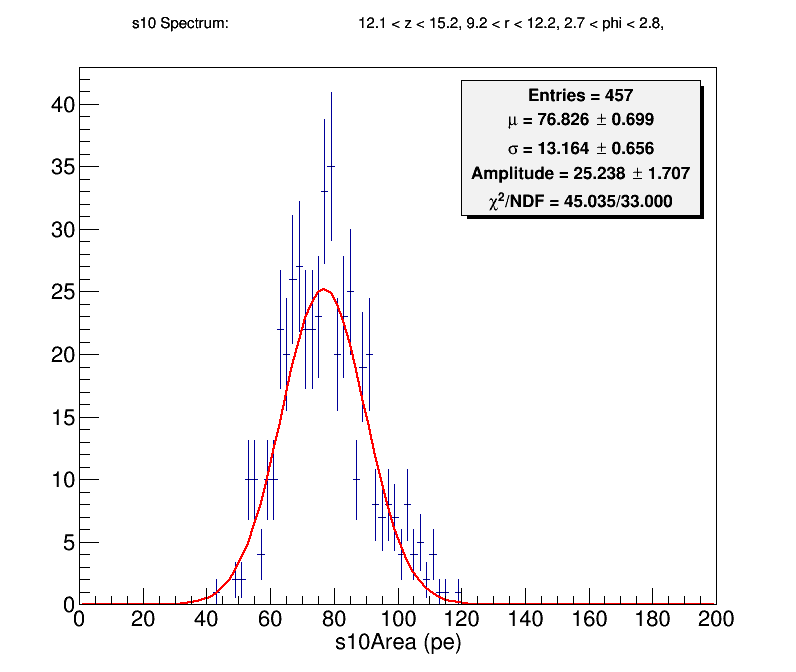 s10 Spectrum: 12.1 < z < 15.2, 9.2 < r < 12.2, 2.7 < phi < 2.8,
Entries = 457
μ = 76.826 ± 0.699
σ = 13.164 ± 0.656
Amplitude = 25.238 ± 1.707
χ²/NDF = 45.035/33.000
40
35
30
25
20
15
10
5
0
0 20 40 60 80 100 120 140 160 180 200
s10Area (pe)